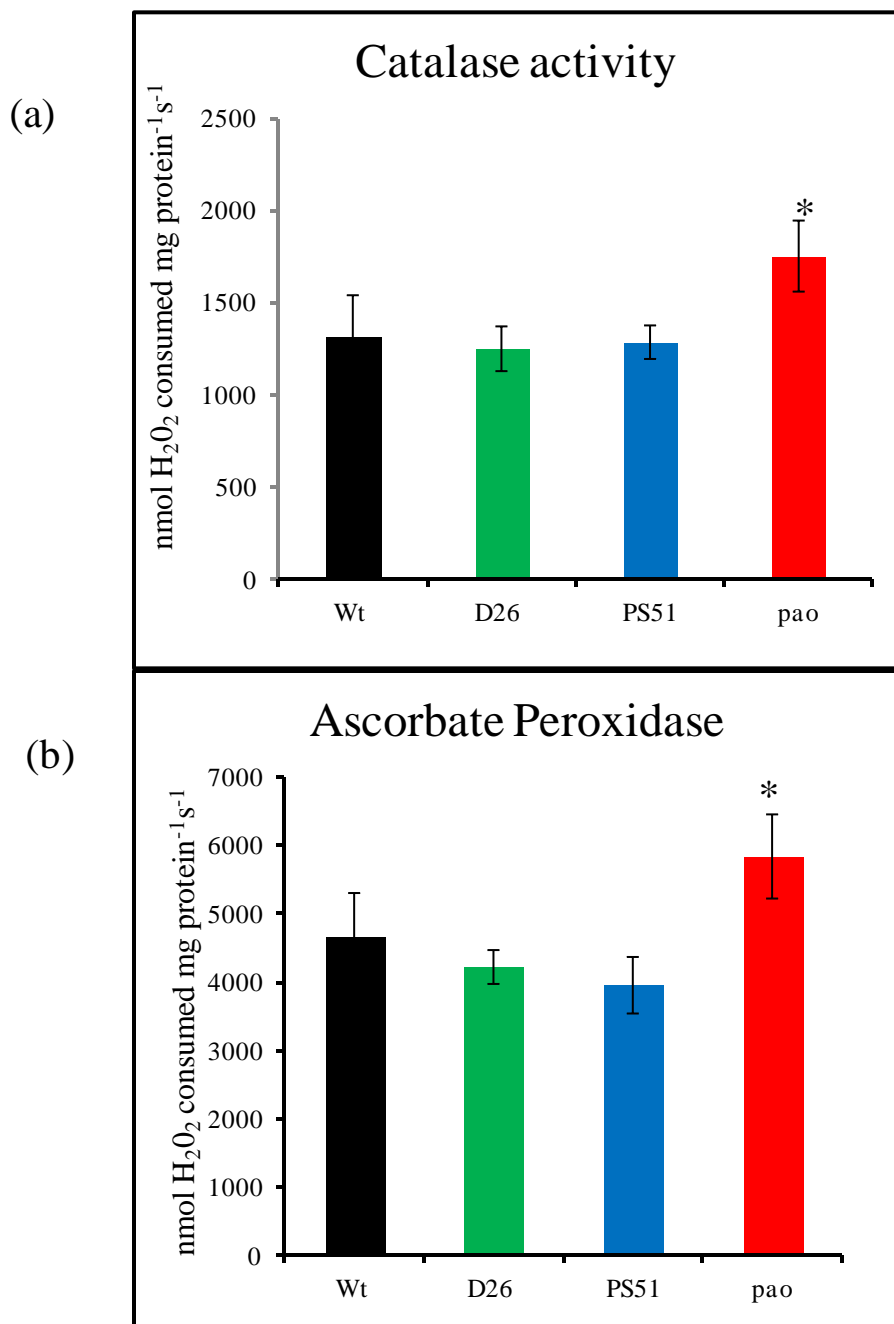 (a)
Catalase activity
nmol H₂0₂ consumed mg protein⁻¹s⁻¹
2500
2000
1500
1000
500
0
*
Wt D26 PS51 pao
(b)
Ascorbate Peroxidase
nmol H₂0₂ consumed mg protein⁻¹s⁻¹
7000
6000
5000
4000
3000
2000
1000
0
*
Wt D26 PS51 pao